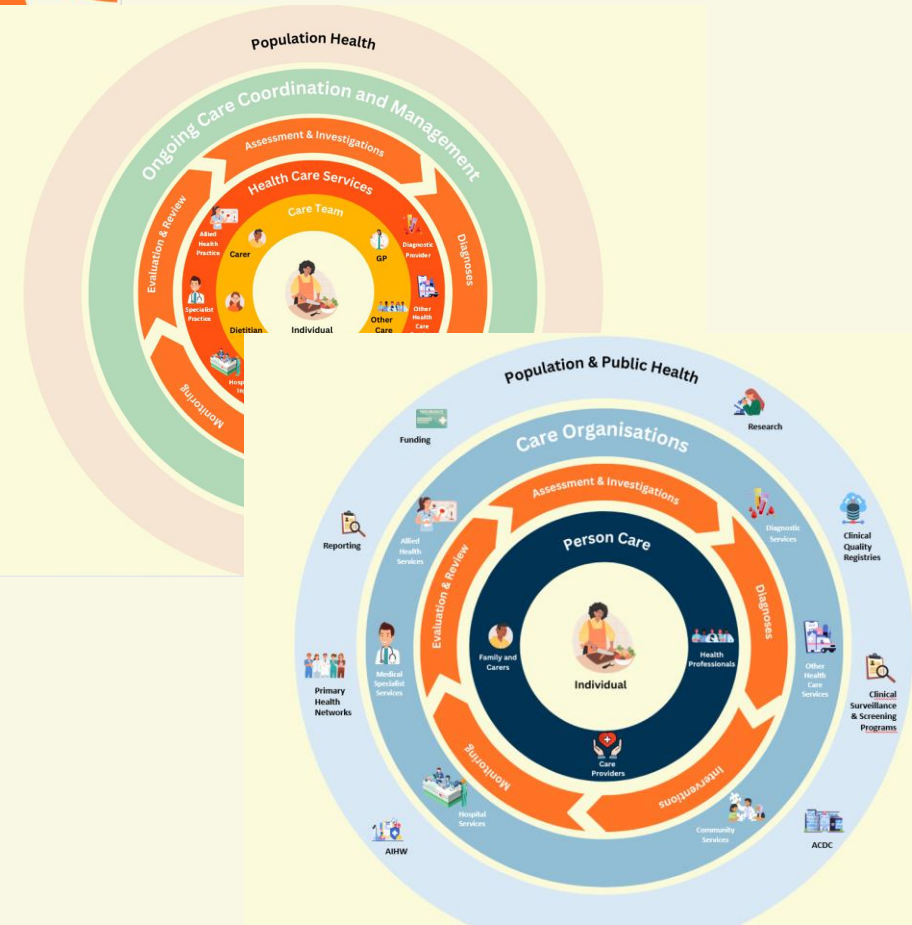 Population Health
Ongoing Care Coordination and Management
Assessment & Investigations
Health Care Services
Care Team
Evaluation & Review
Diagnoses
Monitoring
Allied
Health
Practice
Carer
GP
Diagnostic
Provider
Specialist
Practice
Dietitian
Individual
Other
Care
Other
Health
Care
Population & Public Health
Funding
Research
Care Organisations
Reporting
Clinical
Quality
Registries
Assessment & Investigations
Allied
Health
Services
Diagnostic
Services
Person Care
Evaluation & Review
Diagnoses
Family and
Carers
Health
Professionals
Individual
Medical
Specialist
Services
Other
Health
Care
Services
Primary
Health
Networks
Clinical
Surveillance
& Screening
Programs
Care
Providers
Monitoring
Interventions
Hospital
Services
Community
Services
AIHW
ACDC